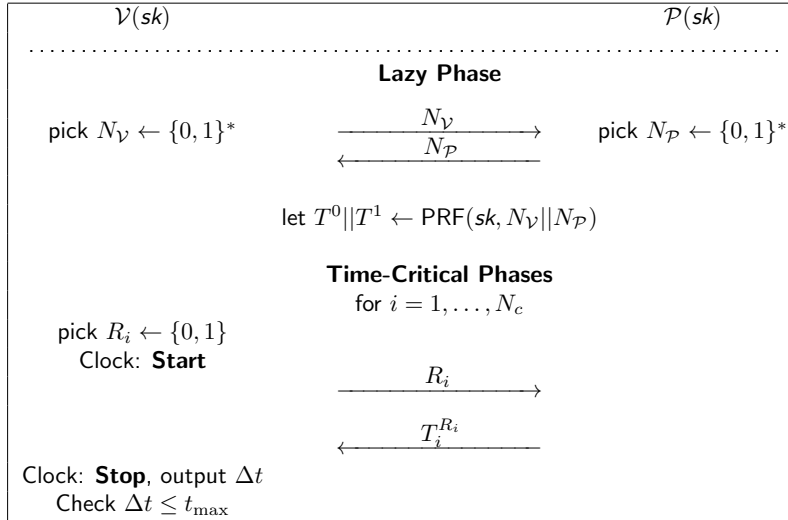 𝒱(sk) 𝒫(sk)
Lazy Phase
pick N_𝒱 ← {0, 1}* N_𝒱 pick N_𝒫 ← {0, 1}*
N_𝒫
let T⁰||T¹ ← PRF(sk, N_𝒱||N_𝒫)
Time-Critical Phases
for i = 1, . . . , N_c
pick R_i ← {0, 1}
Clock: Start
R_i
T_i^{R_i}
Clock: Stop, output Δt
Check Δt ≤ t_max